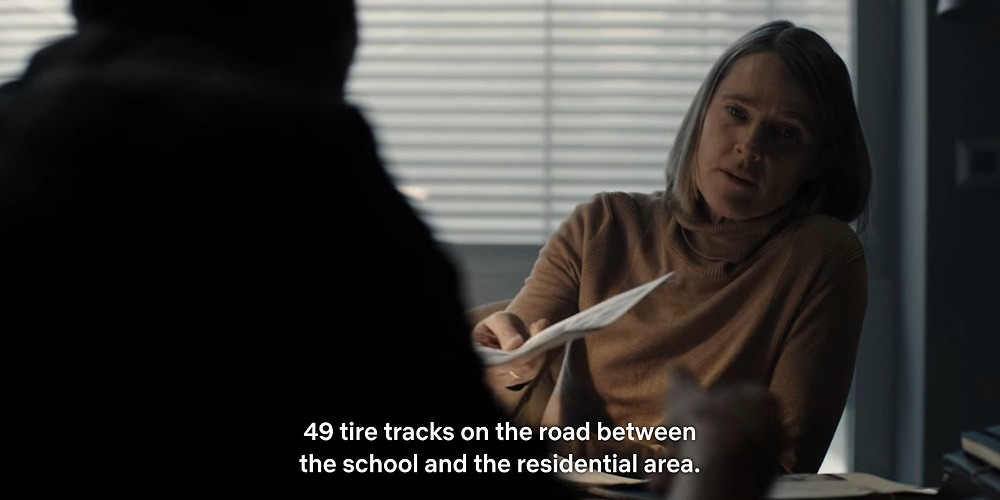 49 tire tracks on the road between
the school and the residential area.